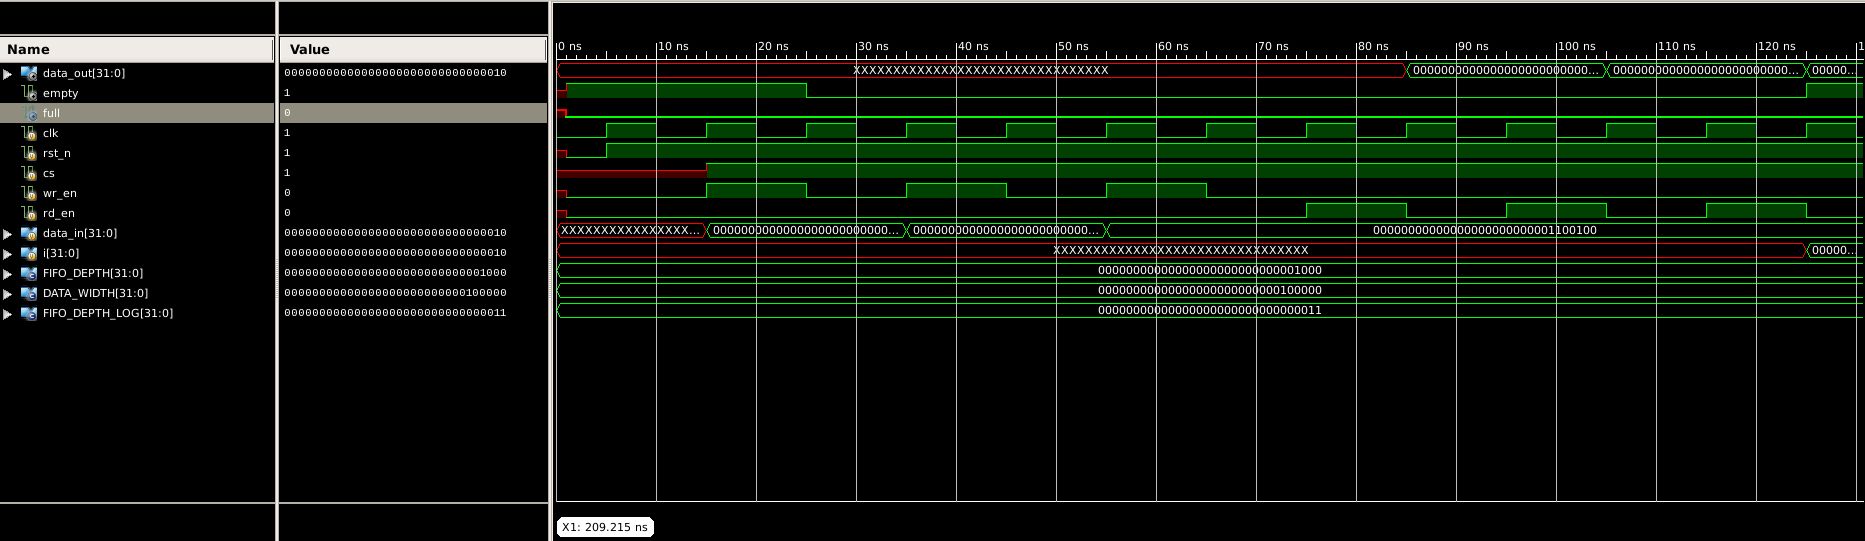 Name Value
0 ns 10 ns 20 ns 30 ns 40 ns 50 ns 60 ns 70 ns 80 ns 90 ns 100 ns 110 ns 120 ns
data_out[31:0] 00000000000000000000000000000010 XXXXXXXXXXXXXXXXXXXXXXXXXXXXXXXX 0000000000000000000000000... 0000000000000000000000000... 00000...
empty 1
full 0
clk 1
rst_n 1
cs 1
wr_en 0
rd_en 0
data_in[31:0] 00000000000000000000000000000010 XXXXXXXXXXXXXXXX... 0000000000000000000000000... 0000000000000000000000000... 00000000000000000000000001100100
i[31:0] 00000000000000000000000000000010 XXXXXXXXXXXXXXXXXXXXXXXXXXXXXXXX 00000...
FIFO_DEPTH[31:0] 00000000000000000000000000001000 00000000000000000000000000001000
DATA_WIDTH[31:0] 00000000000000000000000000100000 00000000000000000000000000100000
FIFO_DEPTH_LOG[31:0] 00000000000000000000000000000011 00000000000000000000000000000011
X1: 209.215 ns